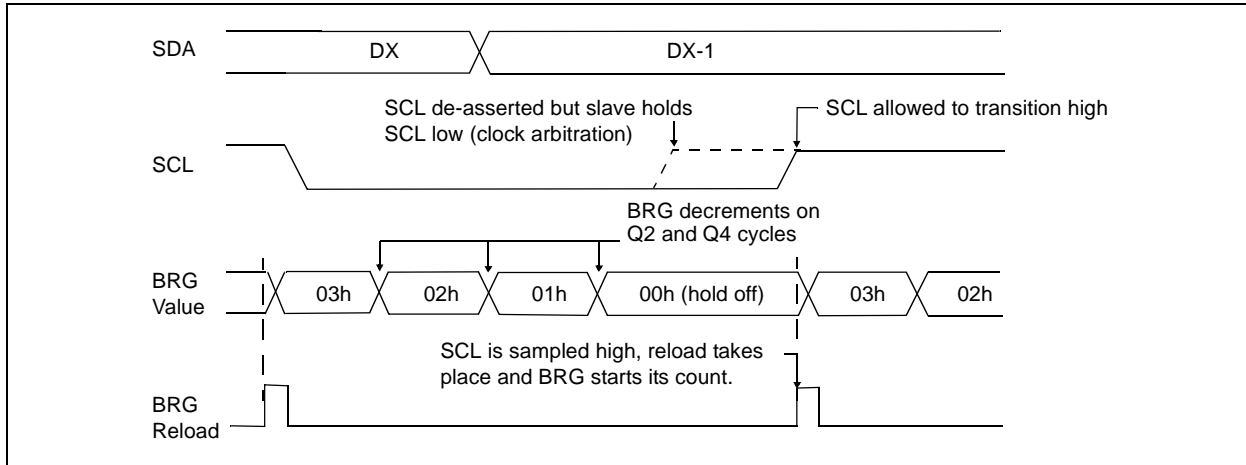 SDA
DX
DX-1
SCL de-asserted but slave holds
SCL low (clock arbitration)
SCL allowed to transition high
SCL
BRG decrements on
Q2 and Q4 cycles
BRG
Value
03h
02h
01h
00h (hold off)
03h
02h
SCL is sampled high, reload takes
place and BRG starts its count.
BRG
Reload